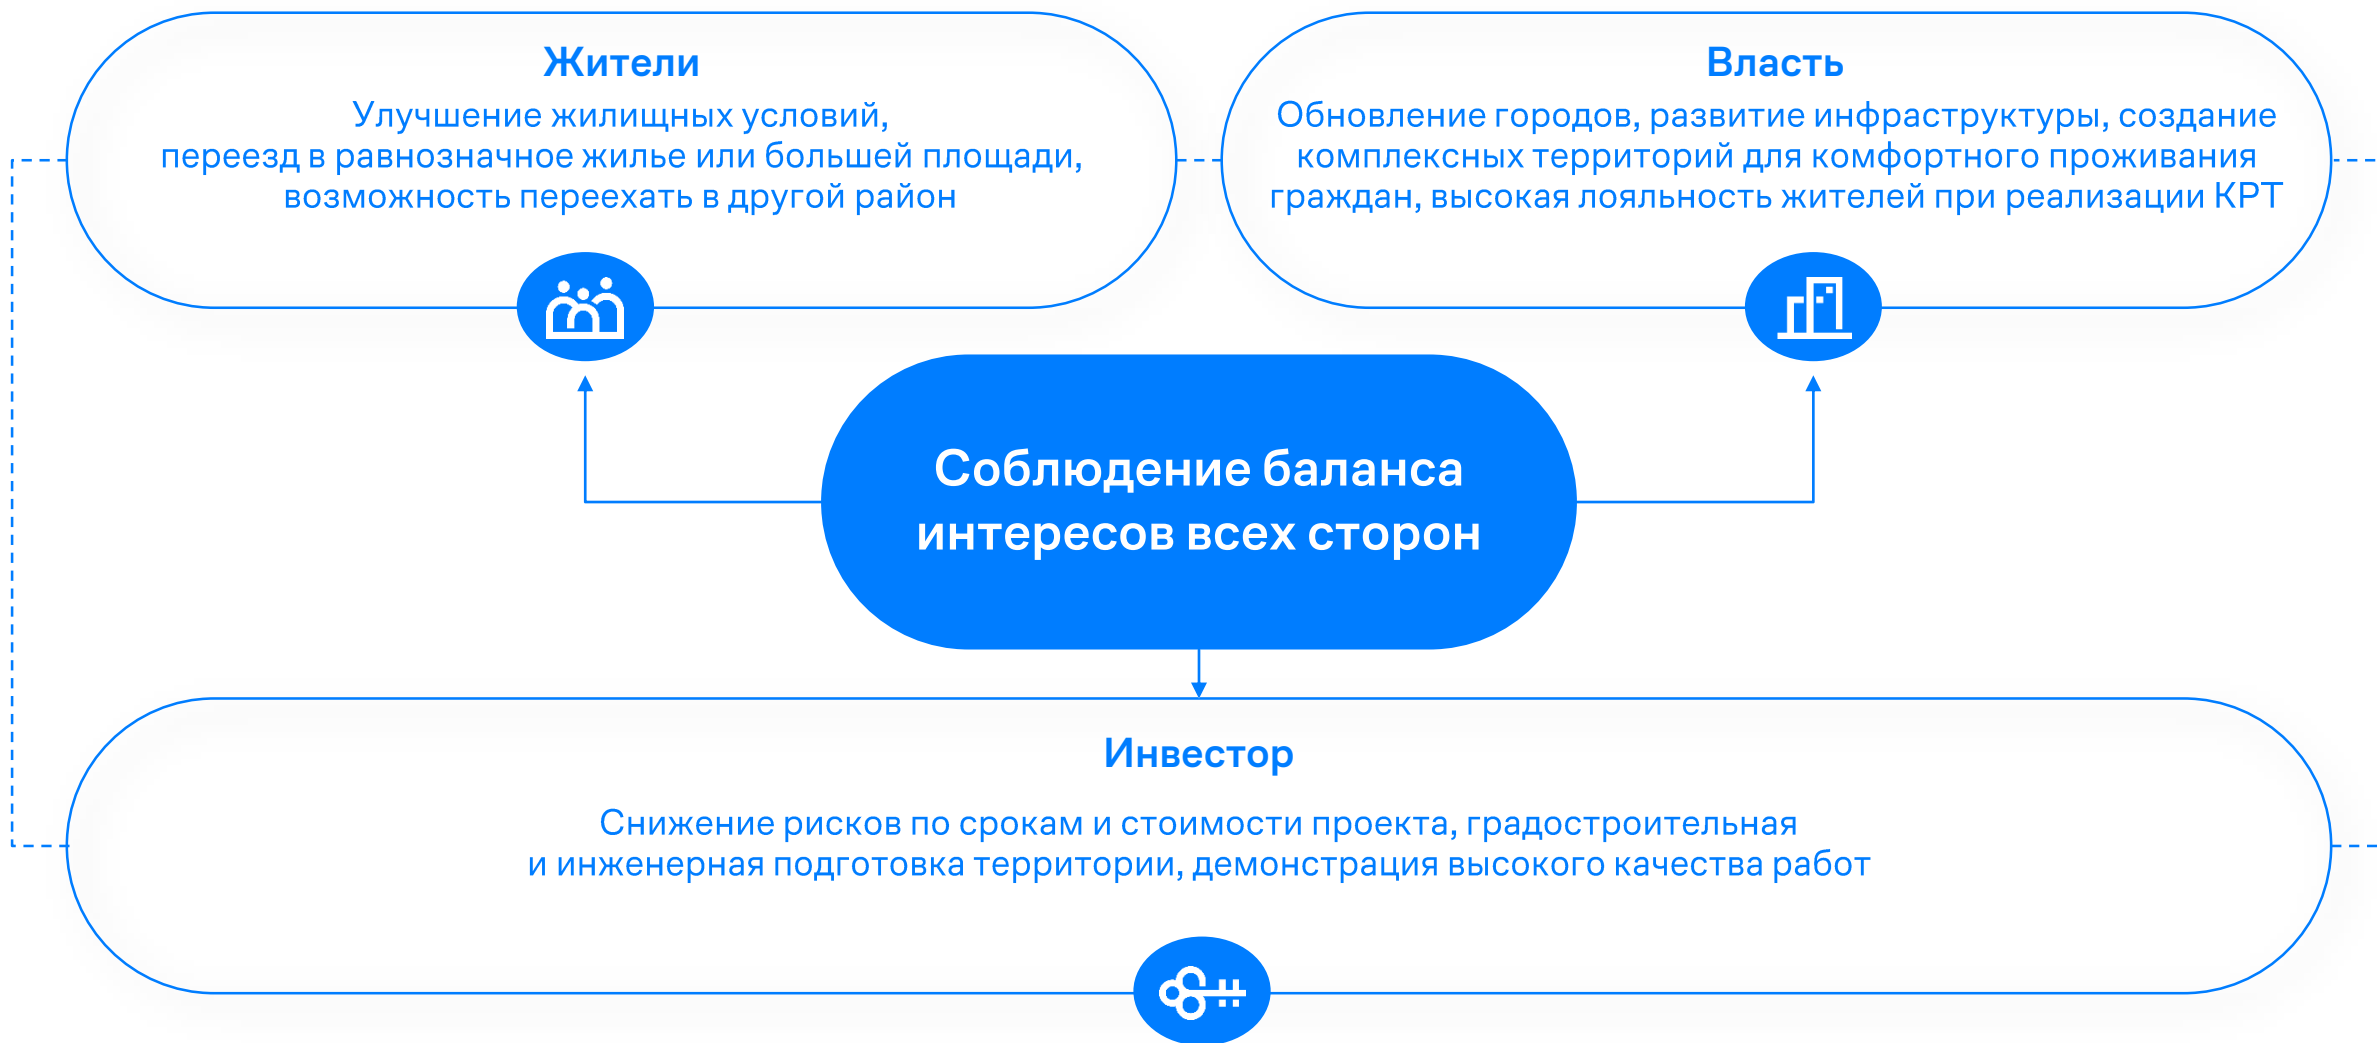 Жители
Улучшение жилищных условий,
переезд в равнозначное жилье или большей площади,
возможность переехать в другой район
Власть
Обновление городов, развитие инфраструктуры, создание
комплексных территорий для комфортного проживания
граждан, высокая лояльность жителей при реализации КРТ
Соблюдение баланса
интересов всех сторон
Инвестор
Снижение рисков по срокам и стоимости проекта, градостроительная
и инженерная подготовка территории, демонстрация высокого качества работ